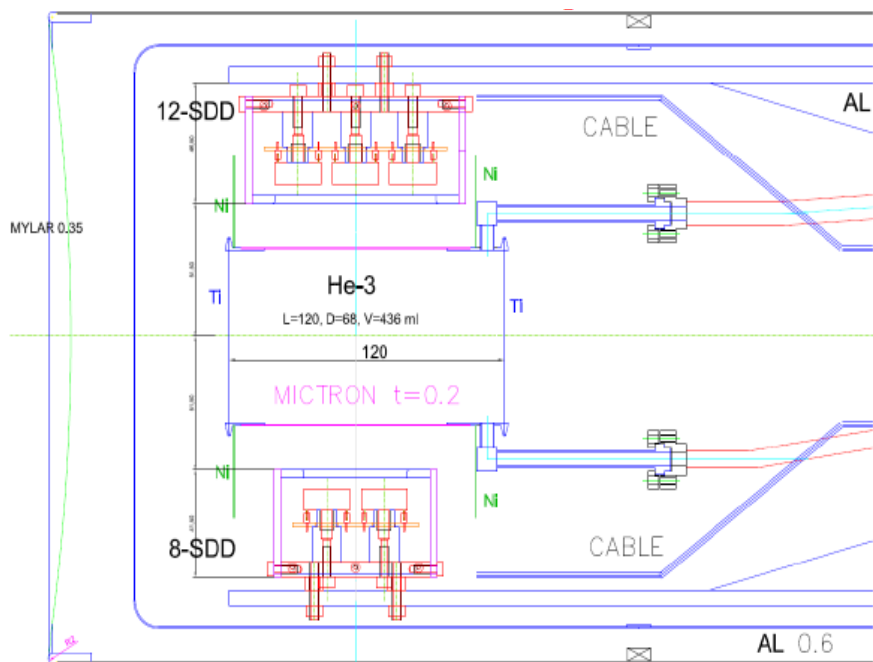 12-SDD
AL
CABLE
Ni
Ni
MYLAR 0.35
He-3
TI
TI
L=120, D=68, V=436 ml
120
MICTRON t=0.2
Ni
Ni
8-SDD
CABLE
R2
AL 0.6